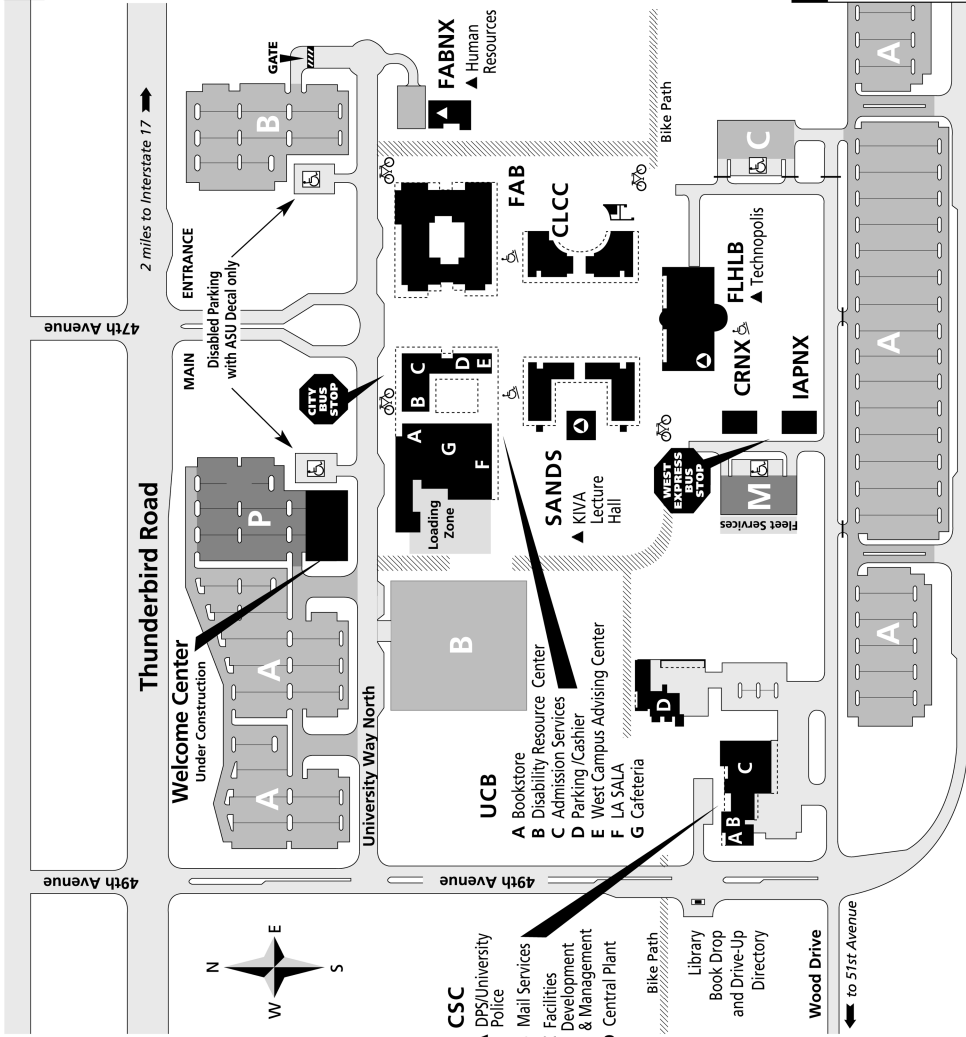 2 miles to Interstate 17
Thunderbird Road
47th Avenue
49th Avenue
49th Avenue
MAIN
ENTRANCE
GATE
Disabled Parking
with ASU Decal only
Welcome Center
Under Construction
University Way North
CITY
BUS
STOP
A
A
P
B
B
FABNX
Human
Resources
FAB
CLCC
Bike Path
A
B
C
D
E
F
G
Loading
Zone
UCB
A Bookstore
B Disability Resource Center
C Admission Services
D Parking /Cashier
E West Campus Advising Center
F LA SALA
G Cafeteria
SANDS
KIVA
Lecture
Hall
WEST
EXPRESS
BUS
STOP
FLHLB
Technopolis
CRNX
IAPNX
C
M
Fleet Services
D
A
B
C
A
A
A
CSC
DPS/University
Police
Mail Services
Facilities
Development
& Management
Central Plant
Bike Path
Library
Book Drop
and Drive-Up
Directory
Wood Drive
to 51st Avenue
N
E
S
W